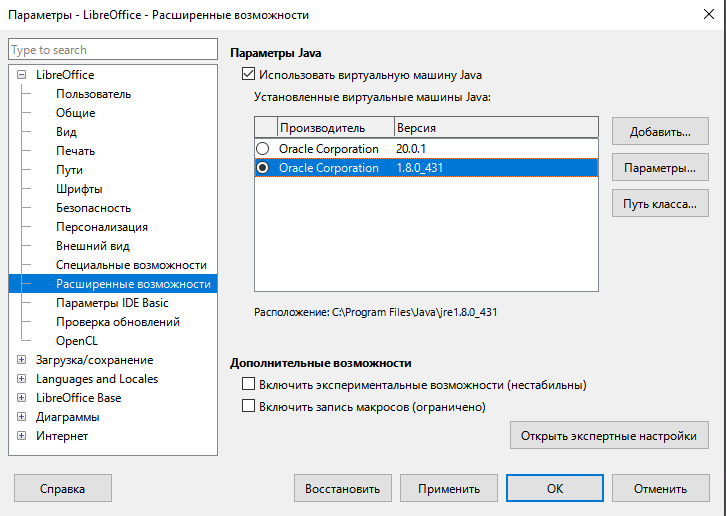 Параметры - LibreOffice - Расширенные возможности
Type to search
LibreOffice
Пользователь
Общие
Вид
Печать
Пути
Шрифты
Безопасность
Персонализация
Внешний вид
Специальные возможности
Расширенные возможности
Параметры IDE Basic
Проверка обновлений
OpenCL
Загрузка/сохранение
Languages and Locales
LibreOffice Base
Диаграммы
Интернет
Параметры Java
Использовать виртуальную машину Java
Установленные виртуальные машины Java:
Производитель Версия
Oracle Corporation 20.0.1
Oracle Corporation 1.8.0_431
Добавить...
Параметры...
Путь класса...
Расположение: C:\Program Files\Java\jre1.8.0_431
Дополнительные возможности
Включить экспериментальные возможности (нестабильны)
Включить запись макросов (ограничено)
Открыть экспертные настройки
Справка Восстановить Применить OK Отменить